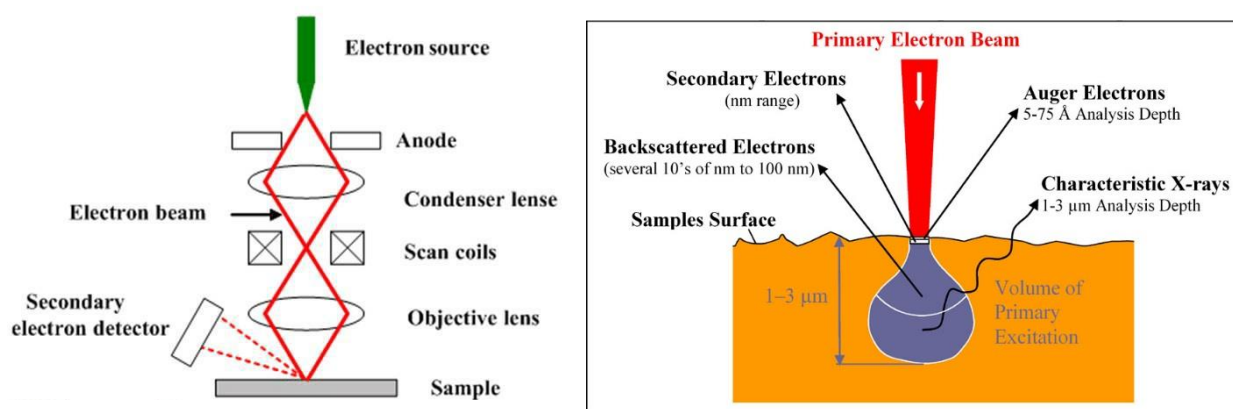 Electron source
Anode
Condenser lense
Electron beam
Scan coils
Secondary
electron detector
Objective lens
Sample
Primary Electron Beam
Secondary Electrons
(nm range)
Auger Electrons
5-75 Å Analysis Depth
Backscattered Electrons
(several 10's of nm to 100 nm)
Characteristic X-rays
1-3 µm Analysis Depth
Samples Surface
1–3 µm
Volume of
Primary
Excitation